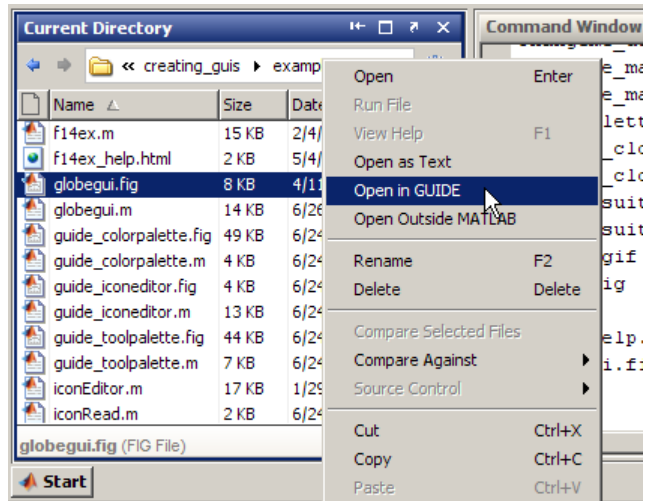 Current Directory
Command Window
« creating_guis
Name Size
f14ex.m 15 KB 2/4/
f14ex_help.html 2 KB 5/4/
globegui.fig 8 KB 4/11
globegui.m 14 KB 6/26
guide_colorpalette.fig 49 KB 6/24
guide_colorpalette.m 4 KB 6/24
guide_iconeditor.fig 4 KB 6/24
guide_iconeditor.m 13 KB 6/24
guide_toolpalette.fig 44 KB 6/24
guide_toolpalette.m 7 KB 6/24
iconEditor.m 17 KB 1/29
iconRead.m 2 KB 6/24
globegui.fig (FIG File)
Start
Open Enter
Run File
View Help F1
Open as Text
Open in GUIDE
Open Outside MATLAB
Rename F2
Delete Delete
Compare Selected Files
Compare Against
Source Control
Cut Ctrl+X
Copy Ctrl+C
Paste Ctrl+V